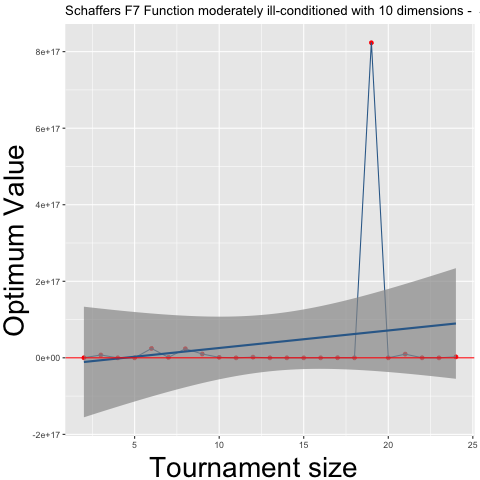 Schaffers F7 Function moderately ill-conditioned with 10 dimensions -
8e+17
6e+17
4e+17
2e+17
0e+00
-2e+17
Optimum Value
5
10
15
20
25
Tournament size